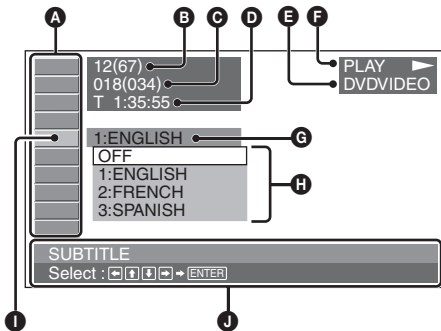 A B C D E F
12(67)
018(034)
T 1:35:55
PLAY ►
DVDVIDEO
1:ENGLISH
G
OFF
1:ENGLISH
2:FRENCH
3:SPANISH
H
SUBTITLE
Select : ←↑↓→ → ENTER
I J